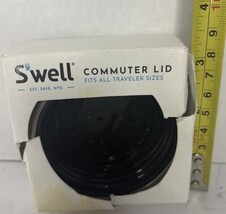 S'well
EST. 2010, NYC
COMMUTER LID
FITS ALL TRAVELER SIZES